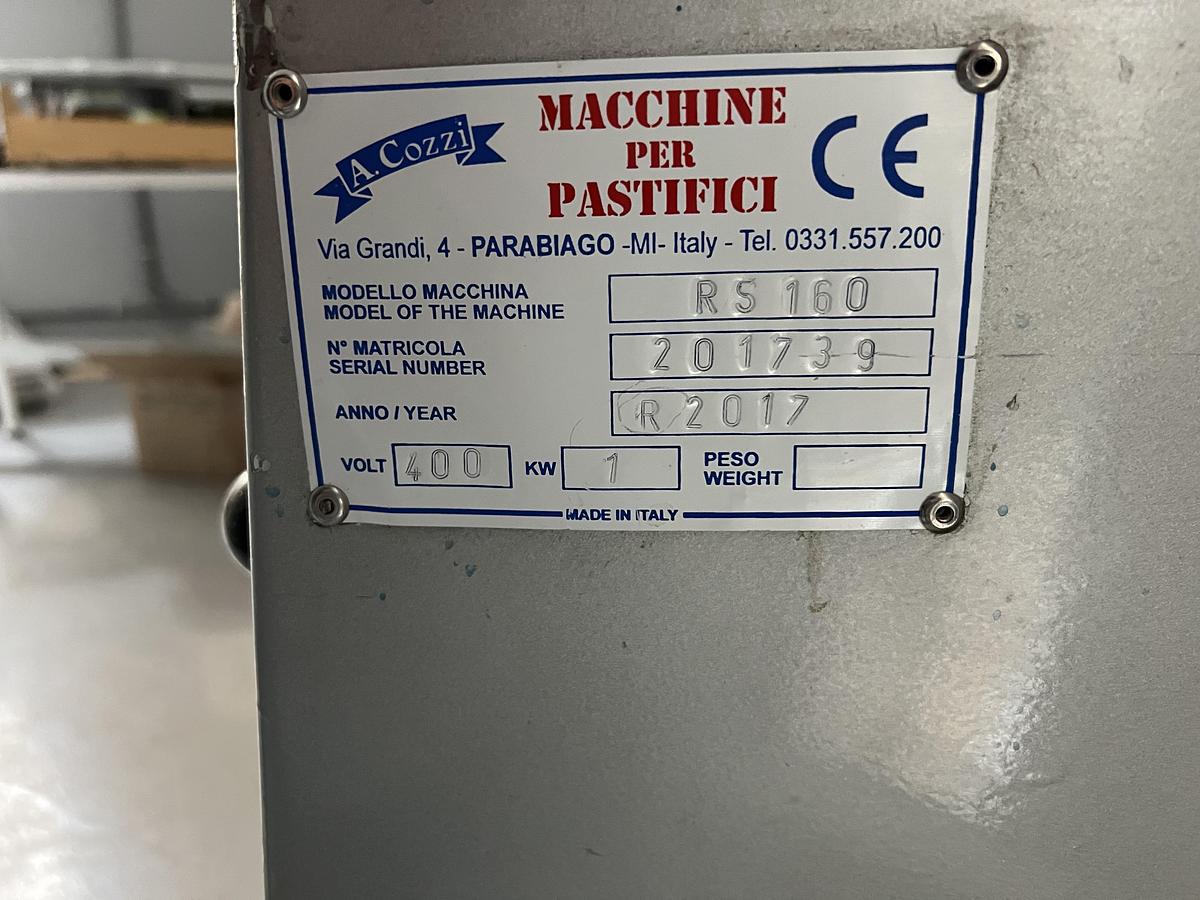 A. Cozzi
MACCHINE
PER
PASTIFICI
CE
Via Grandi, 4 - PARABIAGO -MI- Italy - Tel. 0331.557.200
MODELLO MACCHINA
MODEL OF THE MACHINE
RS 160
N° MATRICOLA
SERIAL NUMBER
201739
ANNO / YEAR
R 2017
VOLT 400 KW 1
PESO
WEIGHT
MADE IN ITALY